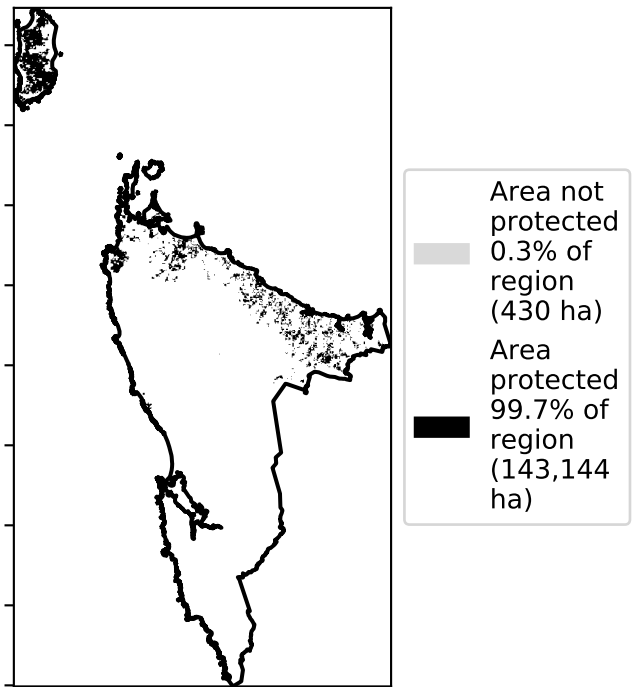 Area not
protected
0.3% of
region
(430 ha)
Area
protected
99.7% of
region
(143,144
ha)